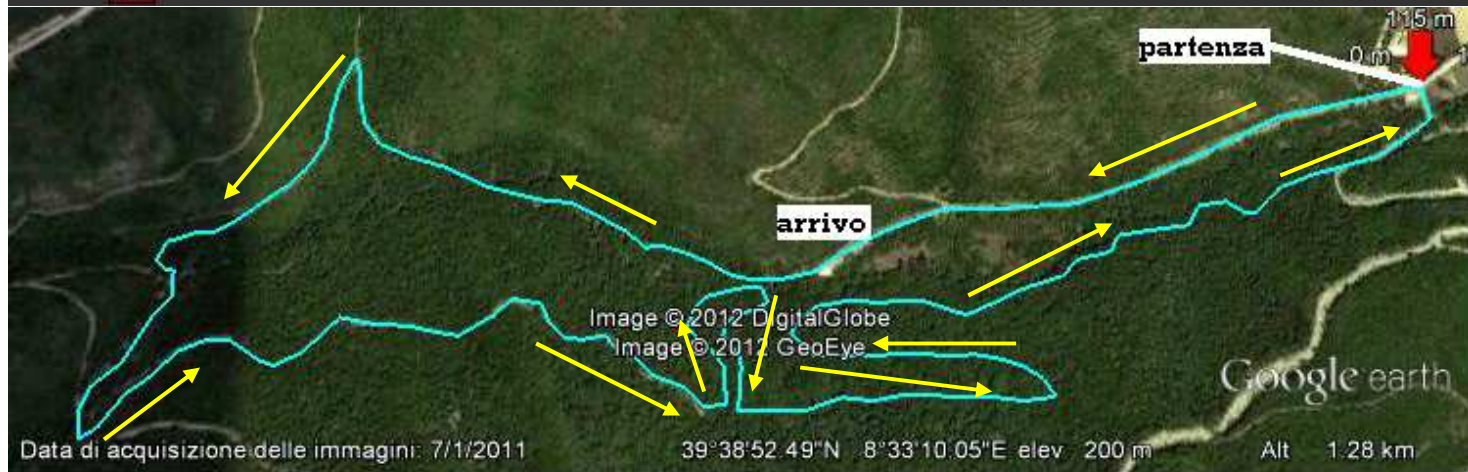 115 m
partenza
0 m
1
arrivo
Image © 2012 DigitalGlobe
Image © 2012 GeoEye
Google earth
Data di acquisizione delle immagini: 7/1/2011 39°38'52.49"N 8°33'10.05"E elev 200 m Alt 1.28 km